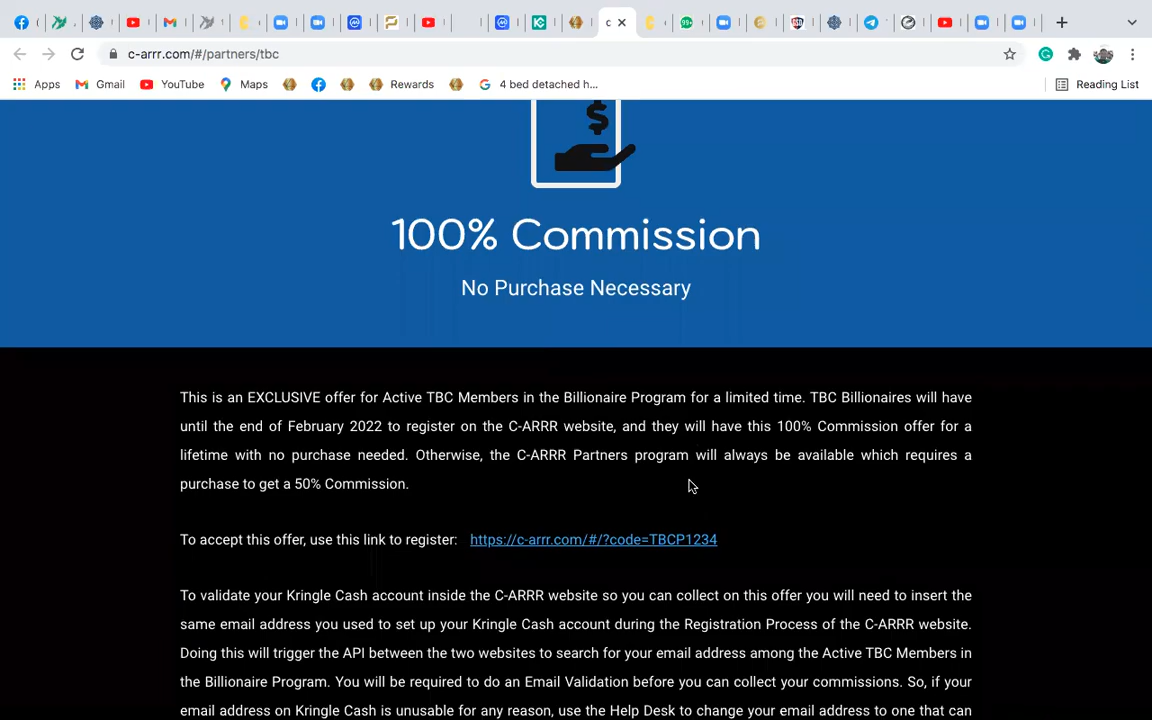 c-arrr.com/#/partners/tbc
Apps Gmail YouTube Maps Rewards 4 bed detached h... Reading List
$
100% Commission
No Purchase Necessary
This is an EXCLUSIVE offer for Active TBC Members in the Billionaire Program for a limited time. TBC Billionaires will have
until the end of February 2022 to register on the C-ARRR website, and they will have this 100% Commission offer for a
lifetime with no purchase needed. Otherwise, the C-ARRR Partners program will always be available which requires a
purchase to get a 50% Commission.
To accept this offer, use this link to register: https://c-arrr.com/#/?code=TBCP1234
To validate your Kringle Cash account inside the C-ARRR website so you can collect on this offer you will need to insert the
same email address you used to set up your Kringle Cash account during the Registration Process of the C-ARRR website.
Doing this will trigger the API between the two websites to search for your email address among the Active TBC Members in
the Billionaire Program. You will be required to do an Email Validation before you can collect your commissions. So, if your
email address on Kringle Cash is unusable for any reason, use the Help Desk to change your email address to one that can